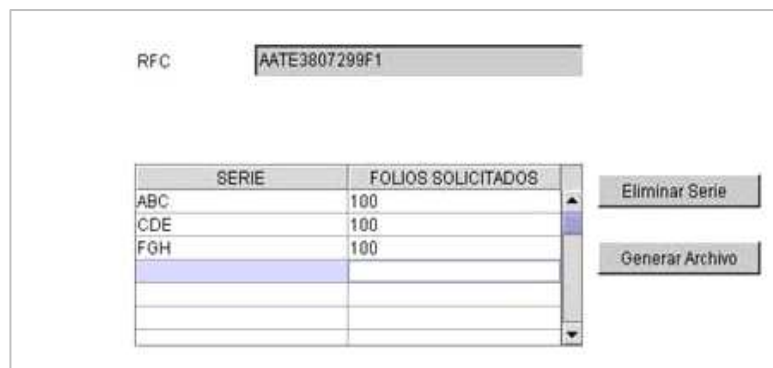 RFC AATE3807299F1
SERIE FOLIOS SOLICITADOS
ABC 100
CDE 100
FGH 100
Eliminar Serie
Generar Archivo